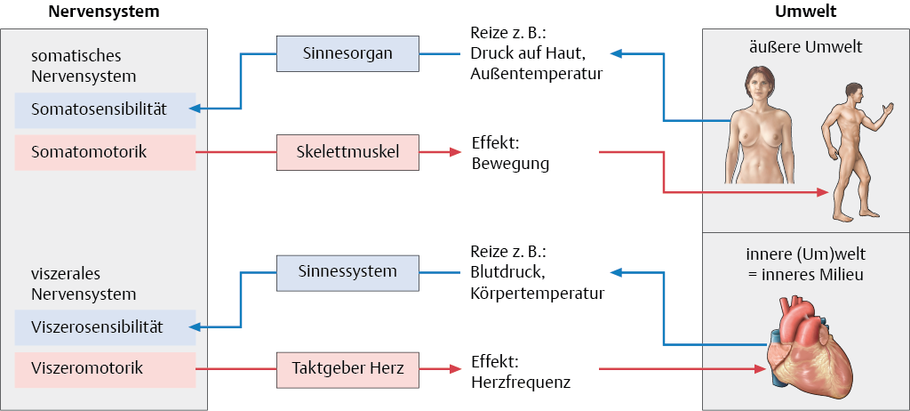 Nervensystem
Umwelt
somatisches
Nervensystem
Somatosensibilität
Somatomotorik
Sinnesorgan
Skelettmuskel
Reize z. B.:
Druck auf Haut,
Außentemperatur
Effekt:
Bewegung
äußere Umwelt
viszerales
Nervensystem
Viszerosensibilität
Viszeromotorik
Sinnessystem
Taktgeber Herz
Reize z. B.:
Blutdruck,
Körpertemperatur
Effekt:
Herzfrequenz
innere (Um)welt
= inneres Milieu